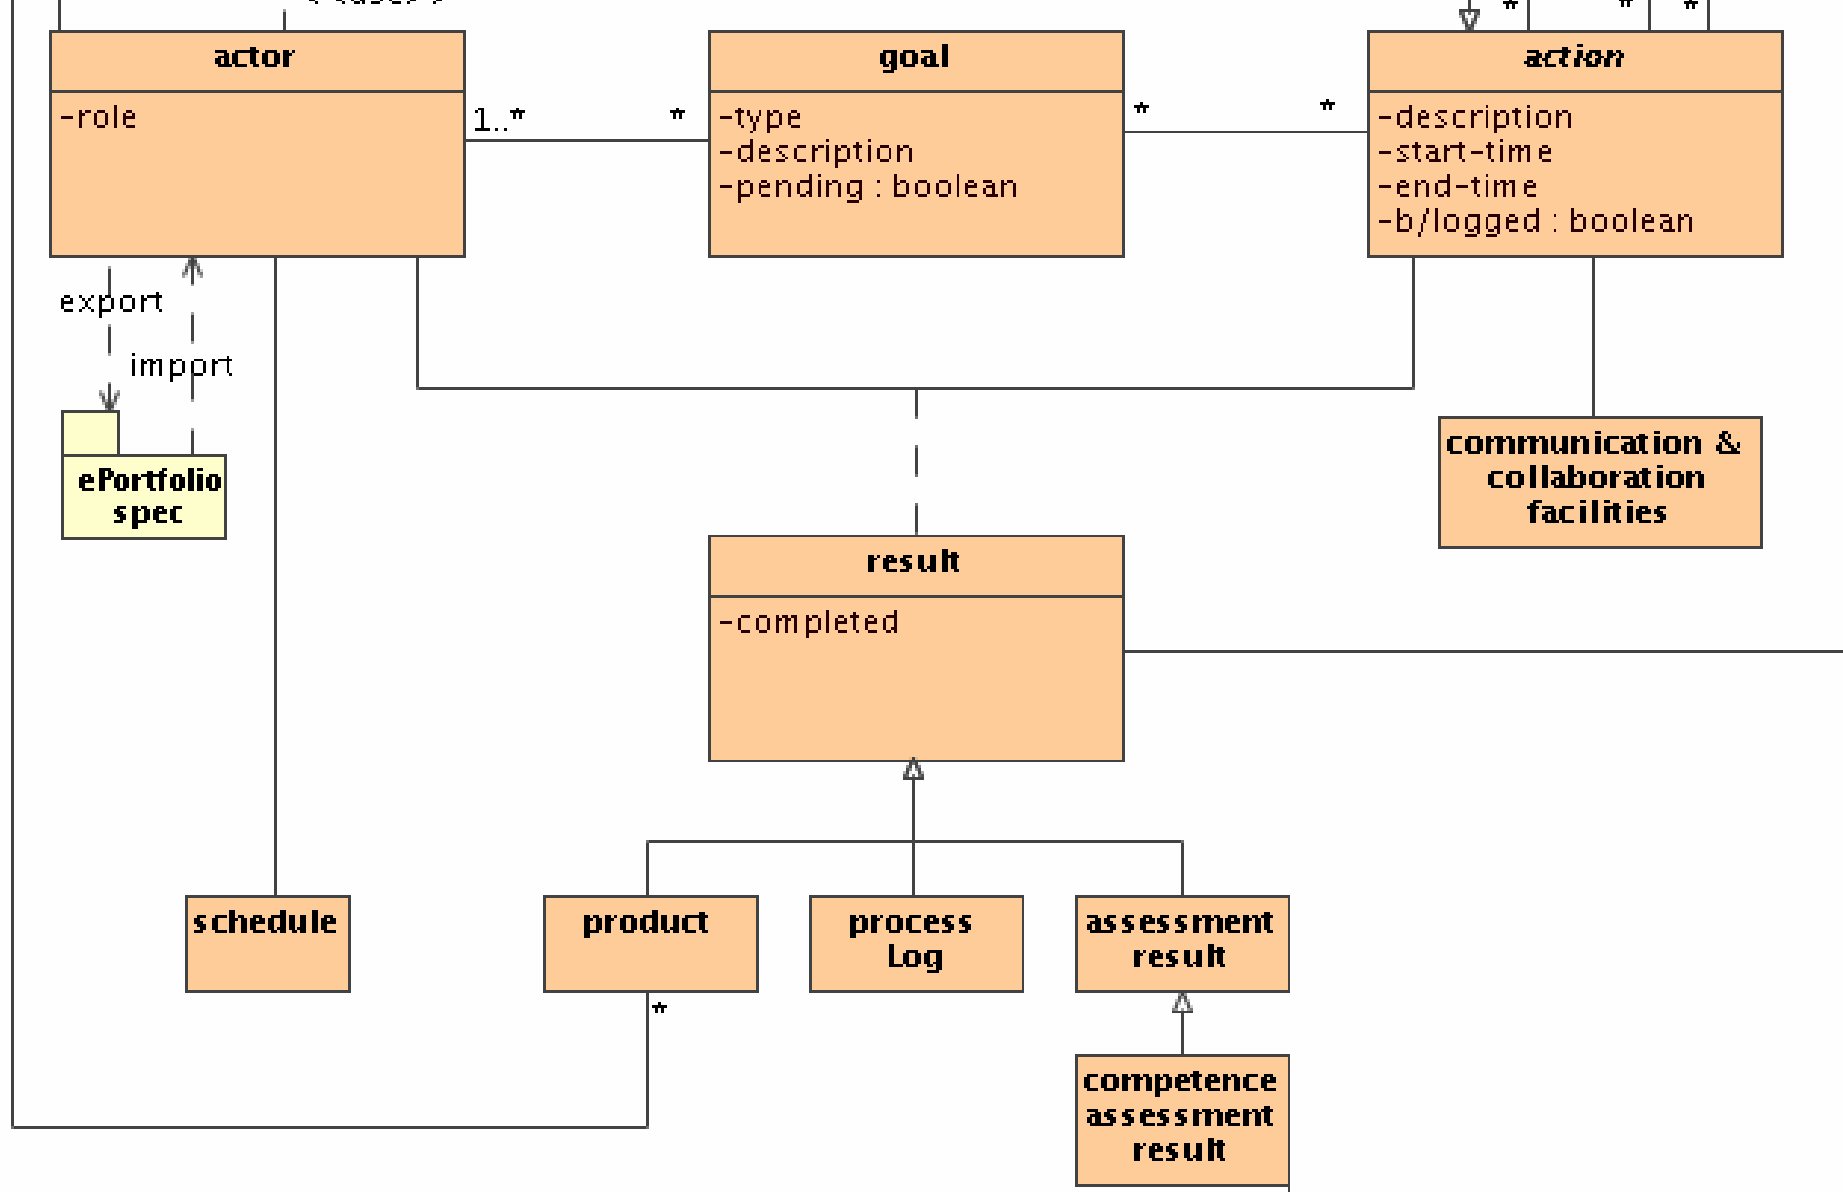 * * *
actor
-role
1..* *
goal
-type
-description
-pending : boolean
* *
action
-description
-start-time
-end-time
-b/logged : boolean
export
import
ePortfolio
spec
communication &
collaboration
facilities
result
-completed
schedule
product
*
process
Log
assessment
result
competence
assessment
result